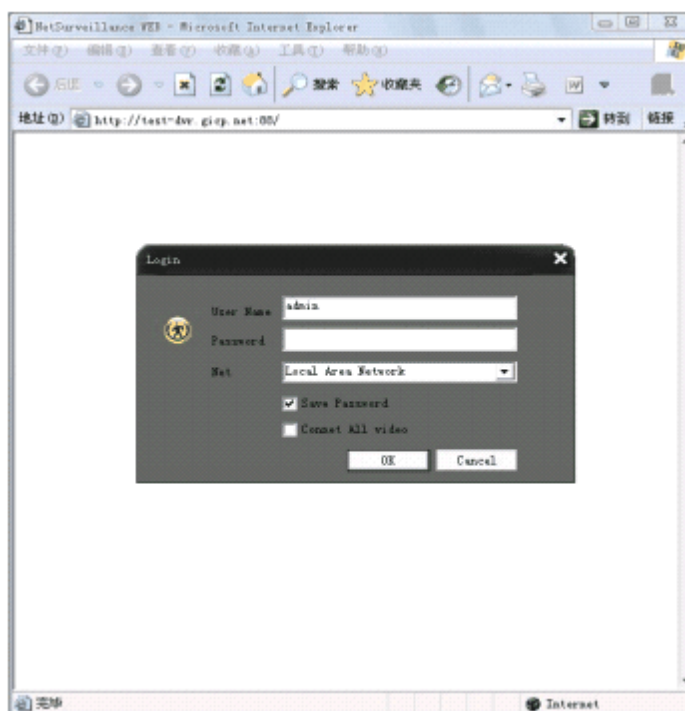 NetSurveillance WEB - Microsoft Internet Explorer
文件(F) 编辑(E) 查看(V) 收藏(A) 工具(T) 帮助(H)
后退 搜索 收藏夹 W
地址(D) http://test-dvr.gicp.net:88/ 转到 链接
Login
User Name admin
Password
Net Local Area Network
Save Password
Connet All video
OK Cancel
完毕 Internet